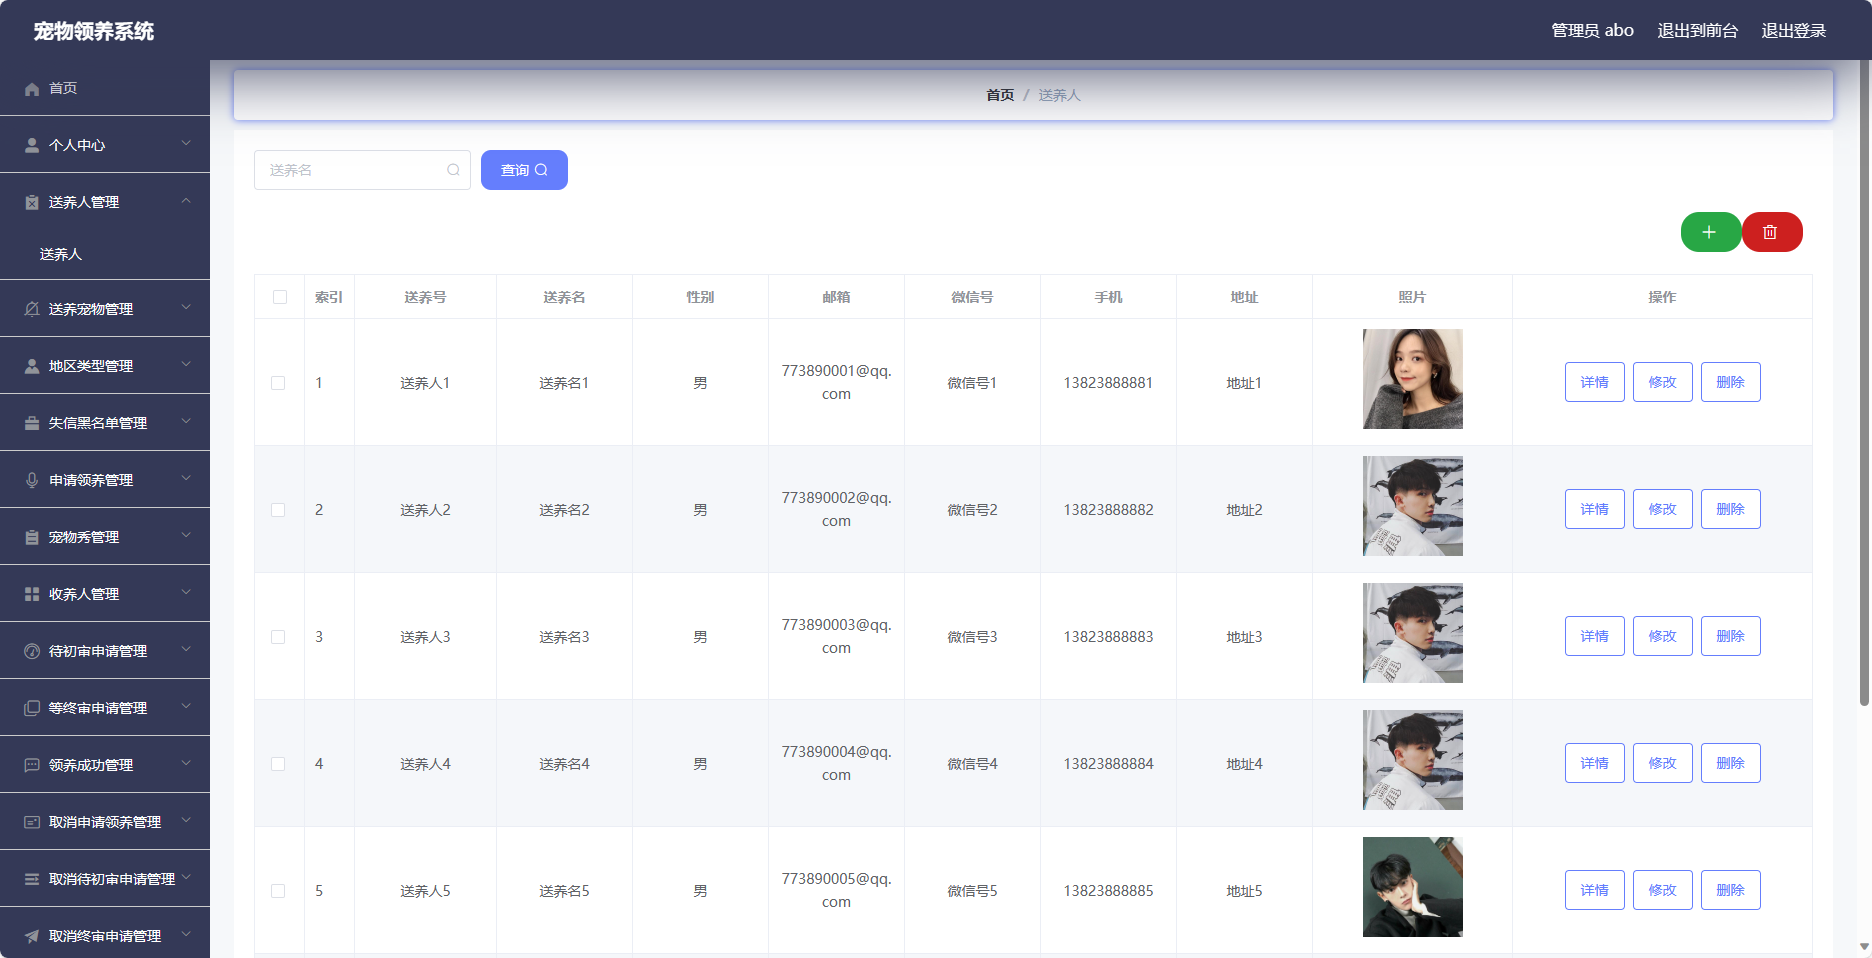 宠物领养系统
管理员 abo 退出到前台 退出登录
首页
个人中心
送养人管理
送养人
送养宠物管理
地区类型管理
失信黑名单管理
申请领养管理
宠物秀管理
收养人管理
待初审申请管理
等终审申请管理
领养成功管理
取消申请领养管理
取消待初审申请管理
取消终审申请管理
首页 / 送养人
送养名
查询
索引 送养号 送养名 性别 邮箱 微信号 手机 地址 照片 操作
1 送养人1 送养名1 男 773890001@qq.
com 微信号1 13823888881 地址1 详情 修改 删除
2 送养人2 送养名2 男 773890002@qq.
com 微信号2 13823888882 地址2 详情 修改 删除
3 送养人3 送养名3 男 773890003@qq.
com 微信号3 13823888883 地址3 详情 修改 删除
4 送养人4 送养名4 男 773890004@qq.
com 微信号4 13823888884 地址4 详情 修改 删除
5 送养人5 送养名5 男 773890005@qq.
com 微信号5 13823888885 地址5 详情 修改 删除